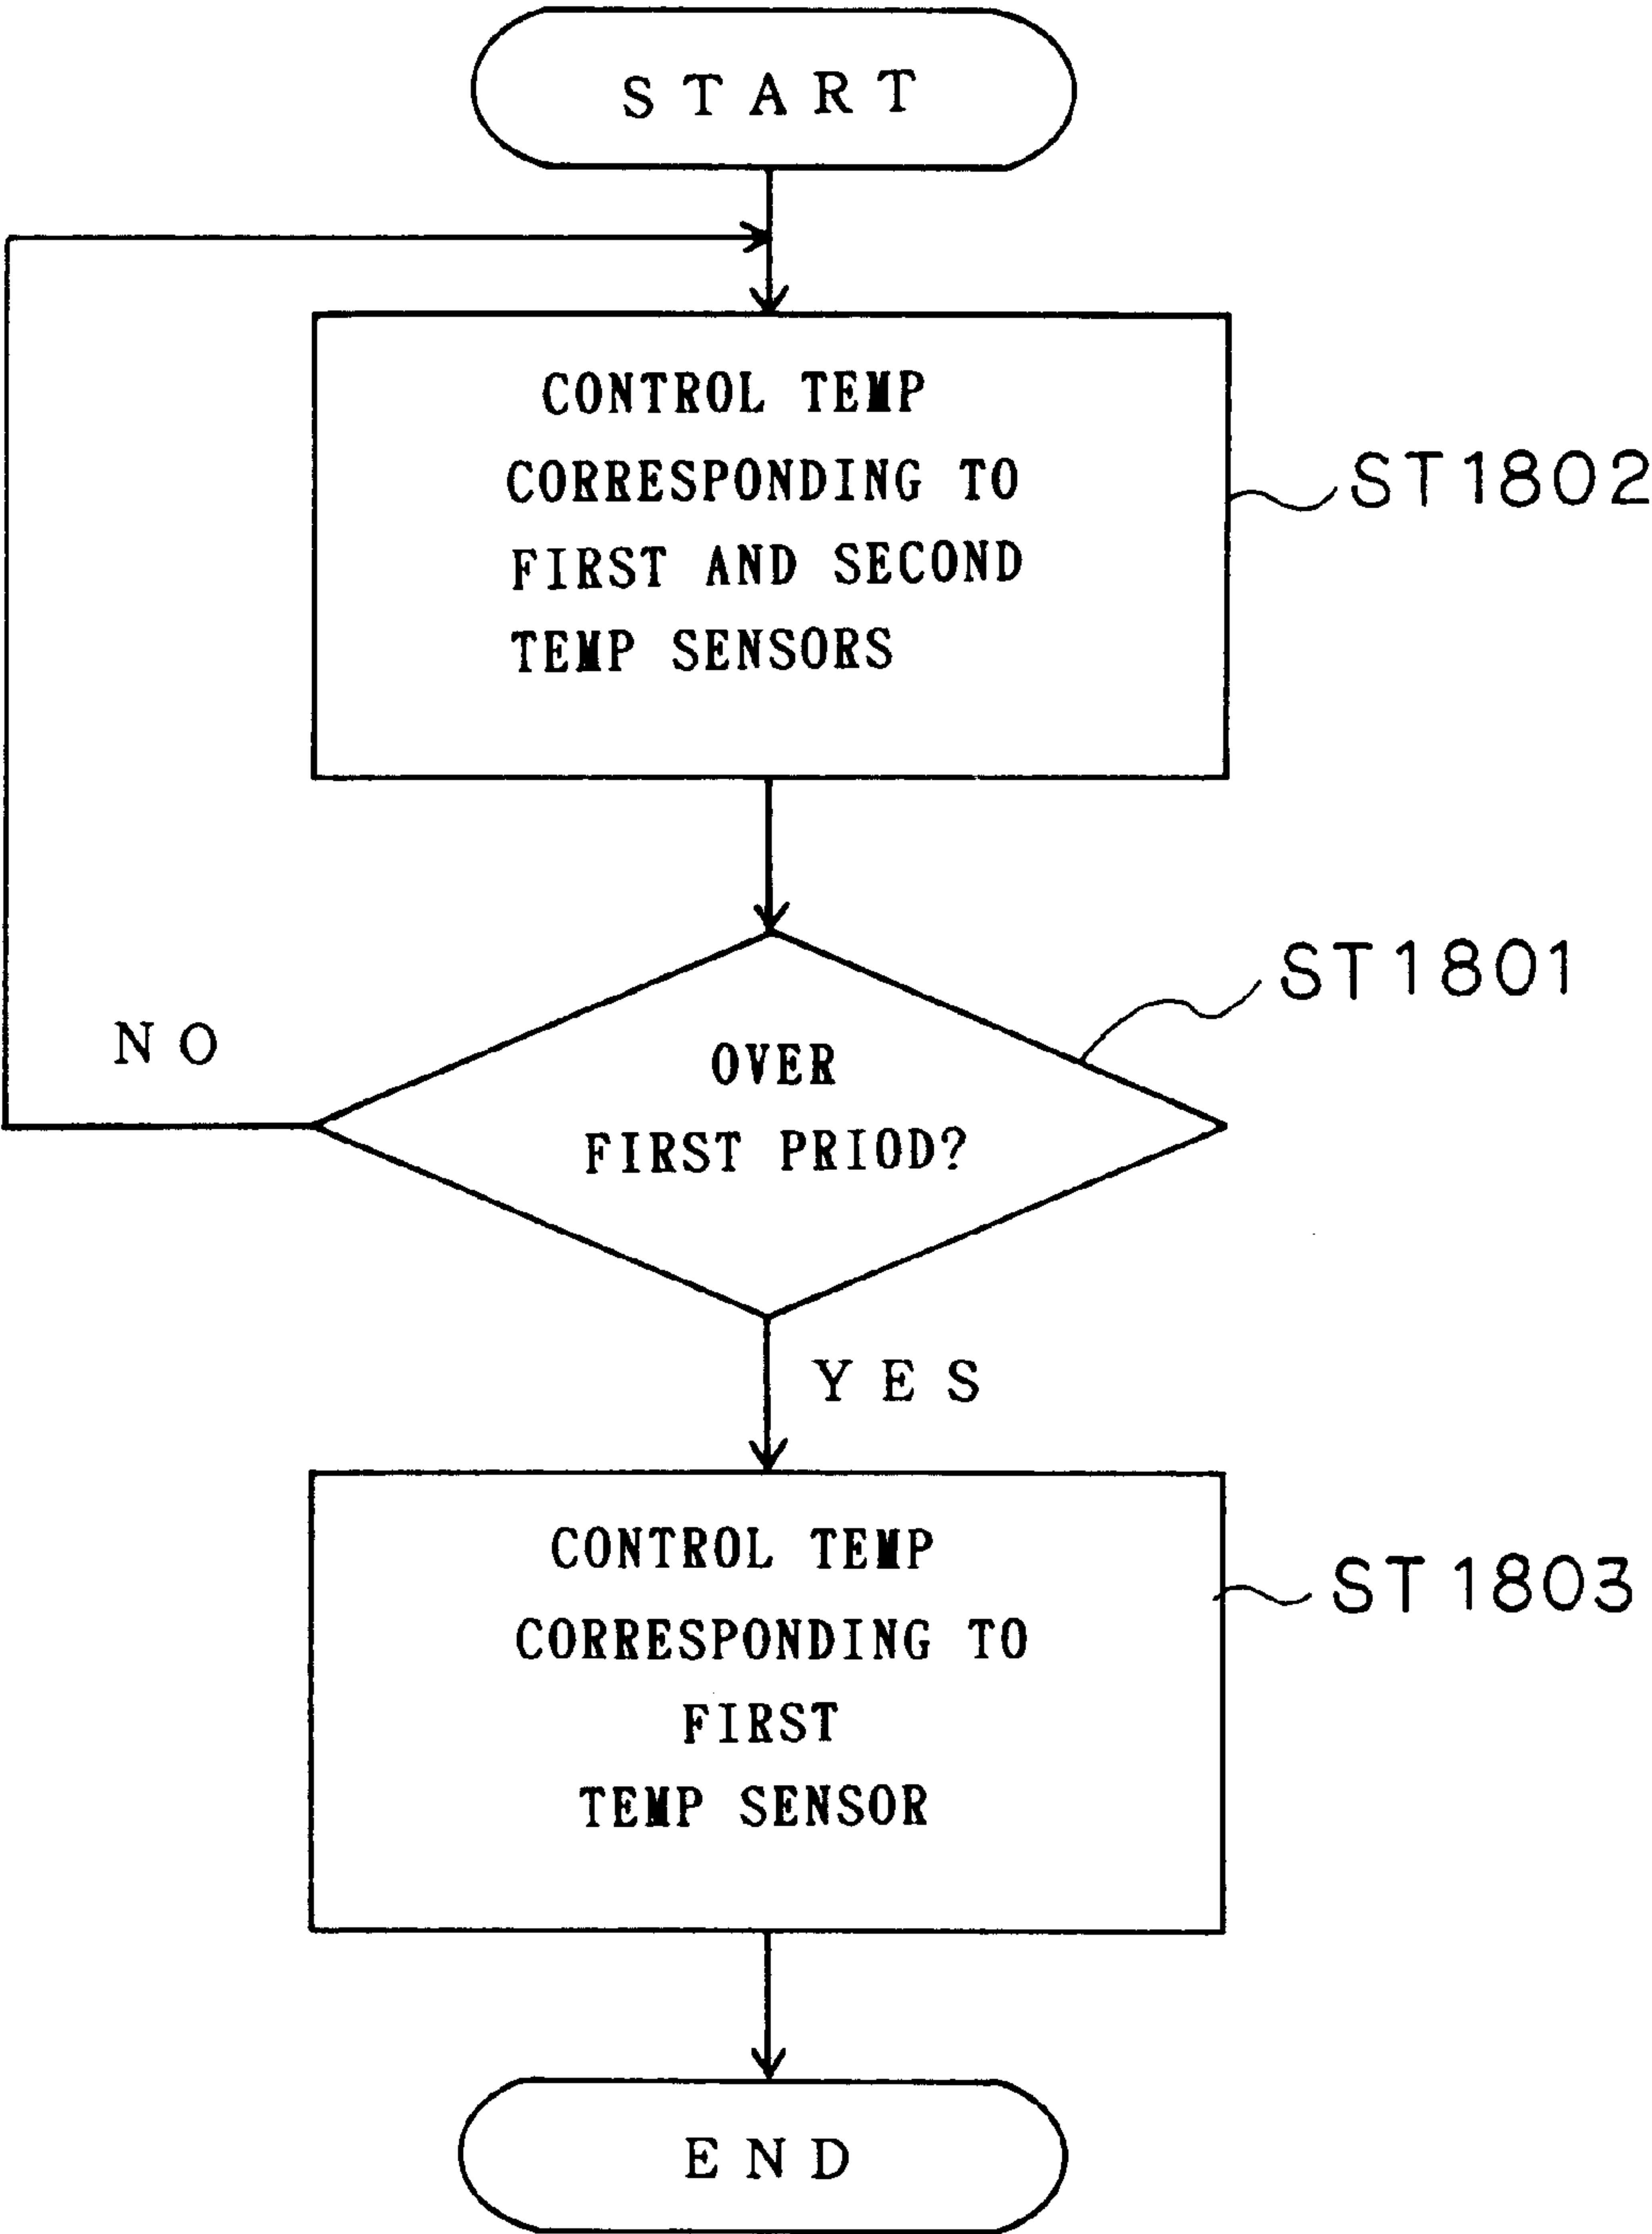 START
CONTROL TEMP
CORRESPONDING TO
FIRST AND SECOND
TEMP SENSORS
ST1802
ST1801
NO
OVER
FIRST PRIOD?
YES
CONTROL TEMP
CORRESPONDING TO
FIRST
TEMP SENSOR
ST1803
END